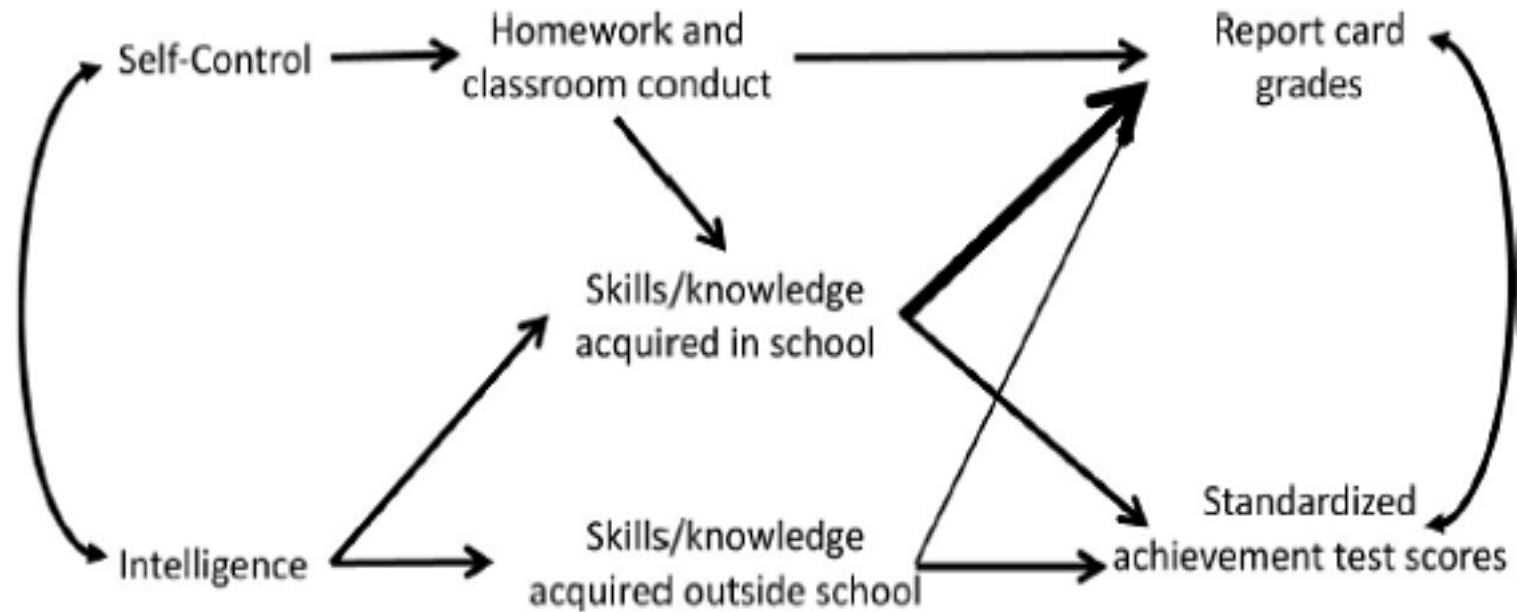 Self-Control
Homework and
classroom conduct
Report card
grades
Skills/knowledge
acquired in school
Intelligence
Skills/knowledge
acquired outside school
Standardized
achievement test scores